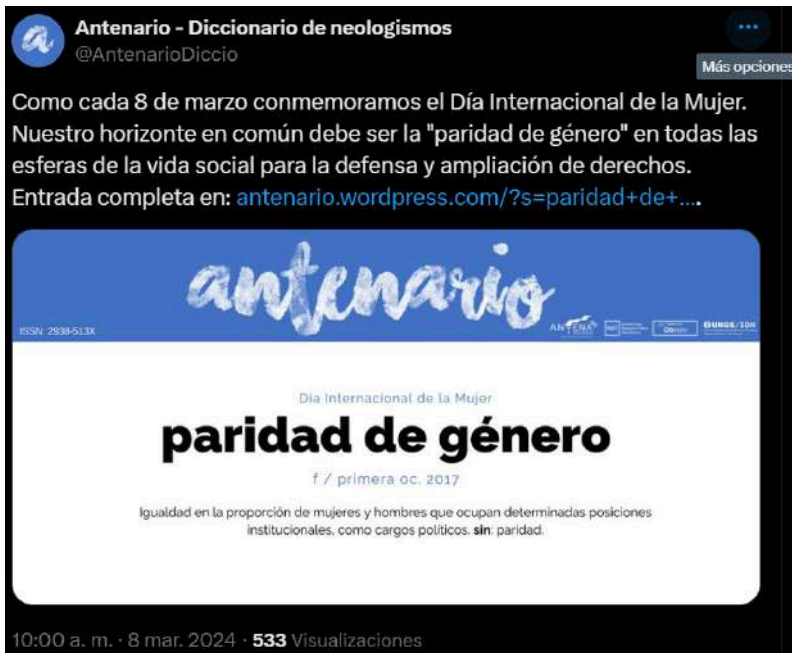 Antenario - Diccionario de neologismos
@AntenarioDiccio
Más opciones
Como cada 8 de marzo conmemoramos el Día Internacional de la Mujer.
Nuestro horizonte en común debe ser la "paridad de género" en todas las
esferas de la vida social para la defensa y ampliación de derechos.
Entrada completa en: antenario.wordpress.com/?s=paridad+de+....
antenario
ISSN: 2938-513X
ANTENA
UNGS/IDH
Día Internacional de la Mujer
paridad de género
f / primera oc. 2017
Igualdad en la proporción de mujeres y hombres que ocupan determinadas posiciones
institucionales, como cargos políticos. sin: paridad.
10:00 a. m. · 8 mar. 2024 · 533 Visualizaciones